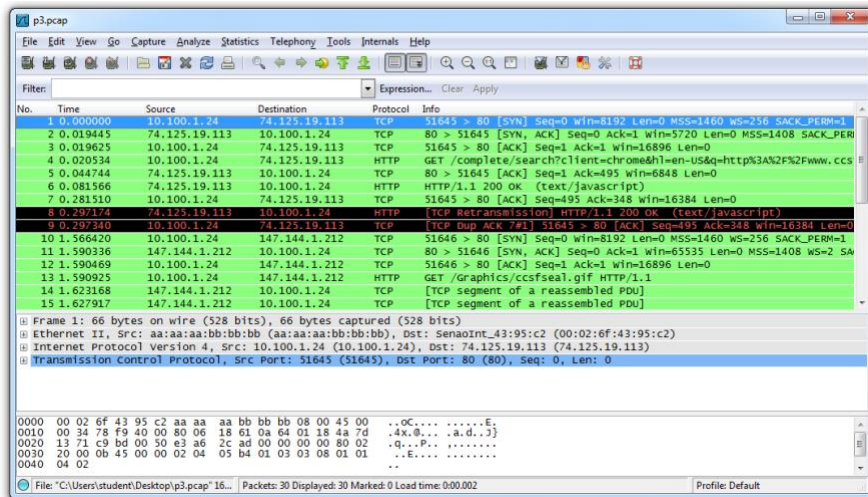 p3.pcap
File Edit View Go Capture Analyze Statistics Telephony Tools Internals Help
Filter: Expression... Clear Apply
No. Time Source Destination Protocol Info
1 0.000000 10.100.1.24 74.125.19.113 TCP 51645 > 80 [SYN] Seq=0 Win=8192 Len=0 MSS=1460 WS=256 SACK_PERM=1
2 0.019445 74.125.19.113 10.100.1.24 TCP 80 > 51645 [SYN, ACK] Seq=0 Ack=1 Win=5720 Len=0 MSS=1408 SACK_PER
3 0.019625 10.100.1.24 74.125.19.113 TCP 51645 > 80 [ACK] Seq=1 Ack=1 Win=16896 Len=0
4 0.020534 10.100.1.24 74.125.19.113 HTTP GET /complete/search?client=chrome&hl=en-US&q=http%3A%2F%2Fwww.ccs
5 0.044744 74.125.19.113 10.100.1.24 TCP 80 > 51645 [ACK] Seq=1 Ack=495 Win=6848 Len=0
6 0.081566 74.125.19.113 10.100.1.24 HTTP HTTP/1.1 200 OK (text/javascript)
7 0.281510 10.100.1.24 74.125.19.113 TCP 51645 > 80 [ACK] Seq=495 Ack=348 Win=16384 Len=0
8 0.297174 74.125.19.113 10.100.1.24 HTTP [TCP Retransmission] HTTP/1.1 200 OK (text/javascript)
9 0.297340 10.100.1.24 74.125.19.113 TCP [TCP Dup ACK 7#1] 51645 > 80 [ACK] Seq=495 Ack=348 Win=16384 Len=0
10 1.566420 10.100.1.24 147.144.1.212 TCP 51646 > 80 [SYN] Seq=0 Win=8192 Len=0 MSS=1460 WS=256 SACK_PERM=1
11 1.590336 147.144.1.212 10.100.1.24 TCP 80 > 51646 [SYN, ACK] Seq=0 Ack=1 Win=65535 Len=0 MSS=1408 WS=2 SA
12 1.590469 10.100.1.24 147.144.1.212 TCP 51646 > 80 [ACK] Seq=1 Ack=1 Win=16896 Len=0
13 1.590925 10.100.1.24 147.144.1.212 HTTP GET /Graphics/ccsfseal.gif HTTP/1.1
14 1.623168 147.144.1.212 10.100.1.24 TCP [TCP segment of a reassembled PDU]
15 1.627917 147.144.1.212 10.100.1.24 TCP [TCP segment of a reassembled PDU]
Frame 1: 66 bytes on wire (528 bits), 66 bytes captured (528 bits)
Ethernet II, Src: aa:aa:aa:bb:bb:bb (aa:aa:aa:bb:bb:bb), Dst: SenaoInt_43:95:c2 (00:02:6f:43:95:c2)
Internet Protocol Version 4, Src: 10.100.1.24 (10.100.1.24), Dst: 74.125.19.113 (74.125.19.113)
Transmission Control Protocol, Src Port: 51645 (51645), Dst Port: 80 (80), Seq: 0, Len: 0
0000 00 02 6f 43 95 c2 aa aa aa bb bb bb 08 00 45 00 ..oC.... ......E.
0010 00 34 78 f9 40 00 80 06 18 61 0a 64 01 18 4a 7d .4x.@... .a.d..J}
0020 13 71 c9 bd 00 50 e3 a6 2c ad 00 00 00 00 80 02 .q...P.. ,.......
0030 20 00 0b 45 00 00 02 04 05 b4 01 03 03 08 01 01 ..E.... ........
0040 04 02 ..
File: "C:\Users\student\Desktop\p3.pcap" 16... Packets: 30 Displayed: 30 Marked: 0 Load time: 0:00.002 Profile: Default